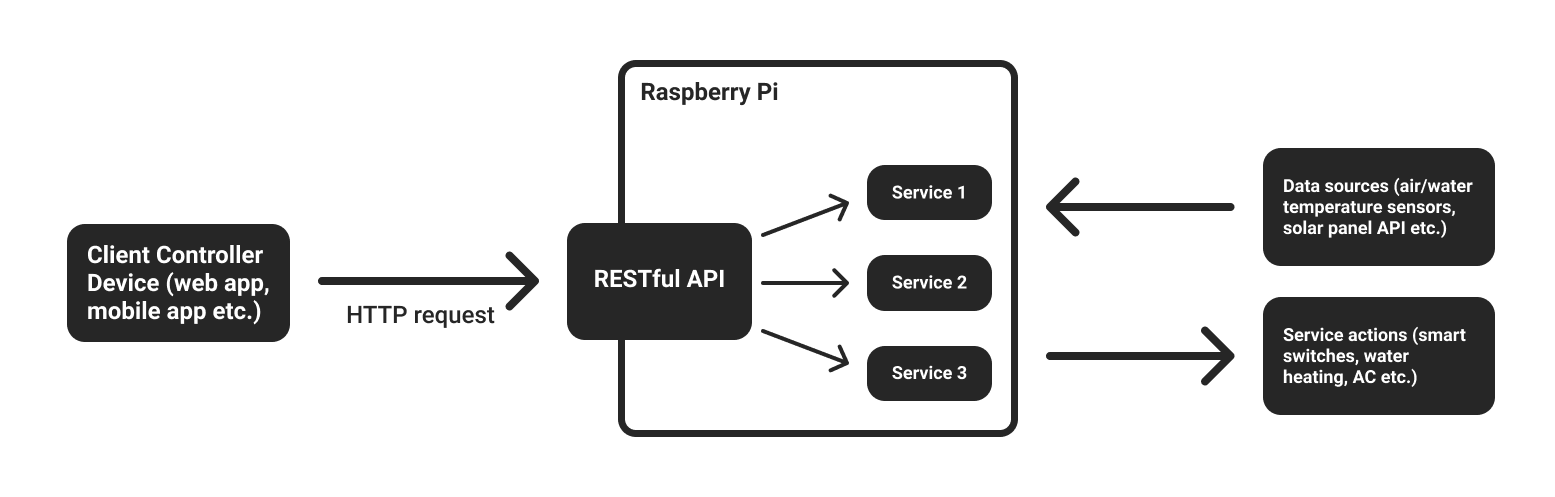 Raspberry Pi
Client Controller
Device (web app,
mobile app etc.)
HTTP request
RESTful API
Service 1
Service 2
Service 3
Data sources (air/water
temperature sensors,
solar panel API etc.)
Service actions (smart
switches, water
heating, AC etc.)